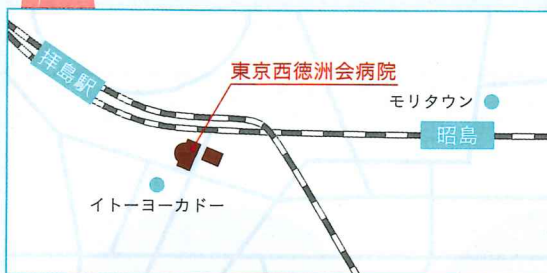 拝島駅
東京西徳洲会病院
モリタウン
昭島
イトーヨーカドー